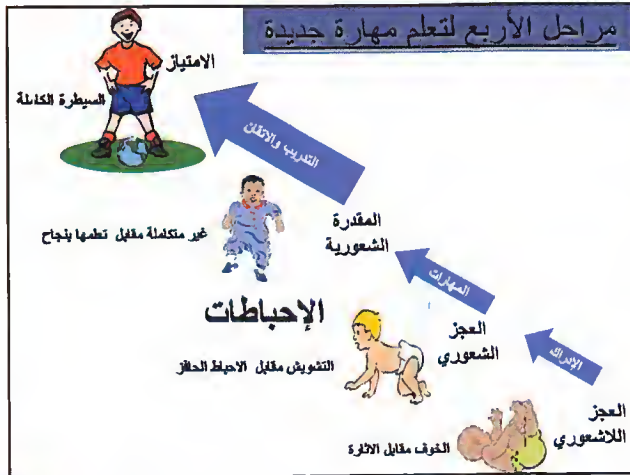 مراحل الأربع لتعلم مهارة جديدة
الامتياز
السيطرة الكاملة
التدريب والاتقان
غير متكاملة مقابل تعلمها بنجاح
المقدرة
الشعورية
المهارات
الإحباطات
العجز
الشعوري
التشويش مقابل الاحباط الحافز
الإدراك
العجز
اللاشعوري
الخوف مقابل الاثارة